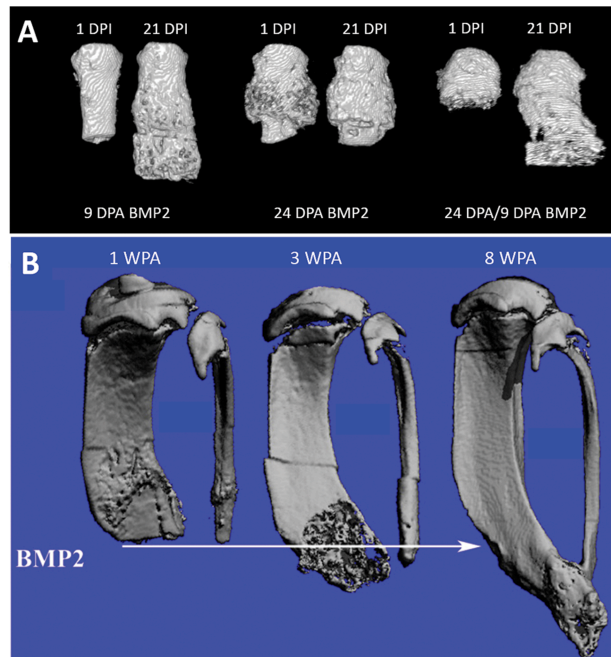 A
1 DPI 21 DPI 1 DPI 21 DPI 1 DPI 21 DPI
9 DPA BMP2 24 DPA BMP2 24 DPA/9 DPA BMP2
B
1 WPA 3 WPA 8 WPA
BMP2